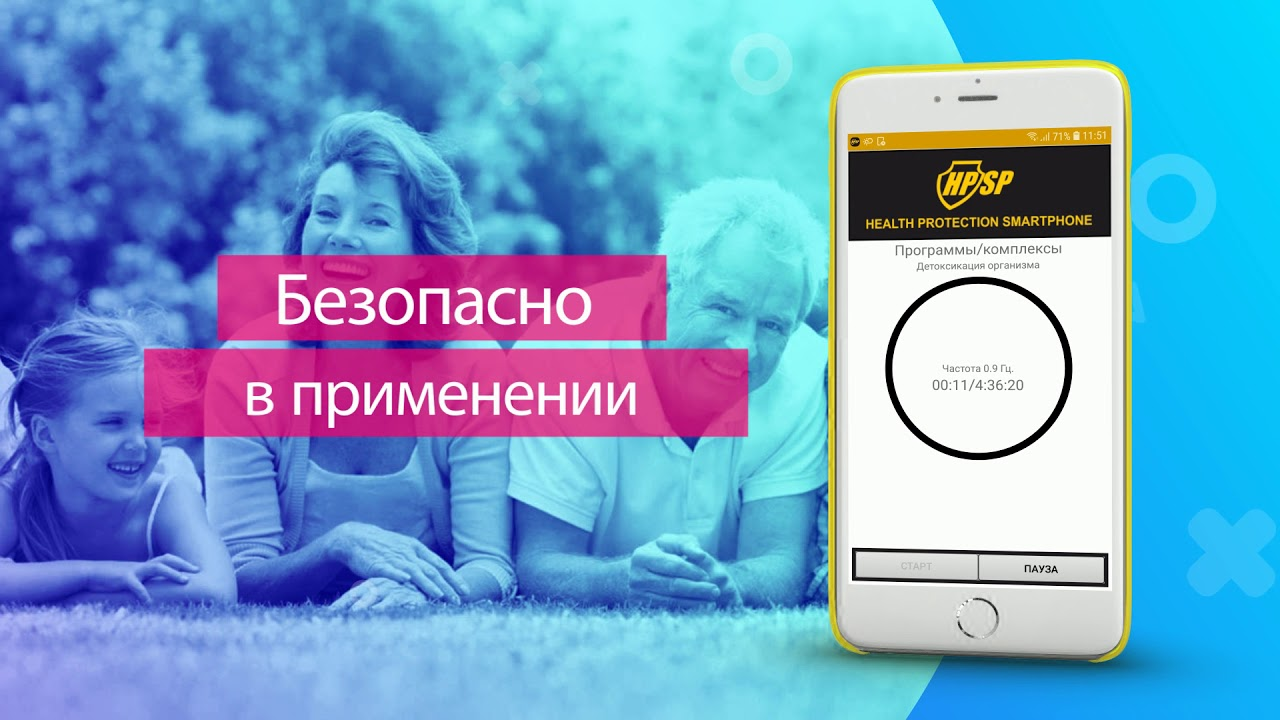 Безопасно
в применении
71% 11:51
HPSP
HEALTH PROTECTION SMARTPHONE
Программы/комплексы
Детоксикация организма
Частота 0.9 Гц.
00:11/4:36:20
СТАРТ ПАУЗА